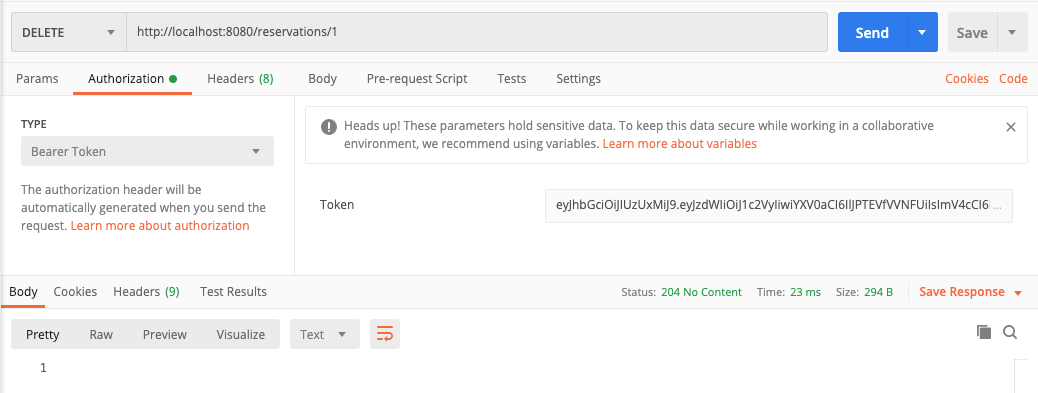 DELETE http://localhost:8080/reservations/1 Send Save
Params Authorization Headers (8) Body Pre-request Script Tests Settings Cookies Code
TYPE
Bearer Token
The authorization header will be
automatically generated when you send the
request. Learn more about authorization
Heads up! These parameters hold sensitive data. To keep this data secure while working in a collaborative
environment, we recommend using variables. Learn more about variables
Token eyJhbGciOiJIUzUxMiJ9.eyJzdWIiOiJ1c2VyIiwiYXV0aCI6IlJPTEVfVVNFUiIsImV4cCI6 ...
Body Cookies Headers (9) Test Results Status: 204 No Content Time: 23 ms Size: 294 B Save Response
Pretty Raw Preview Visualize Text
1